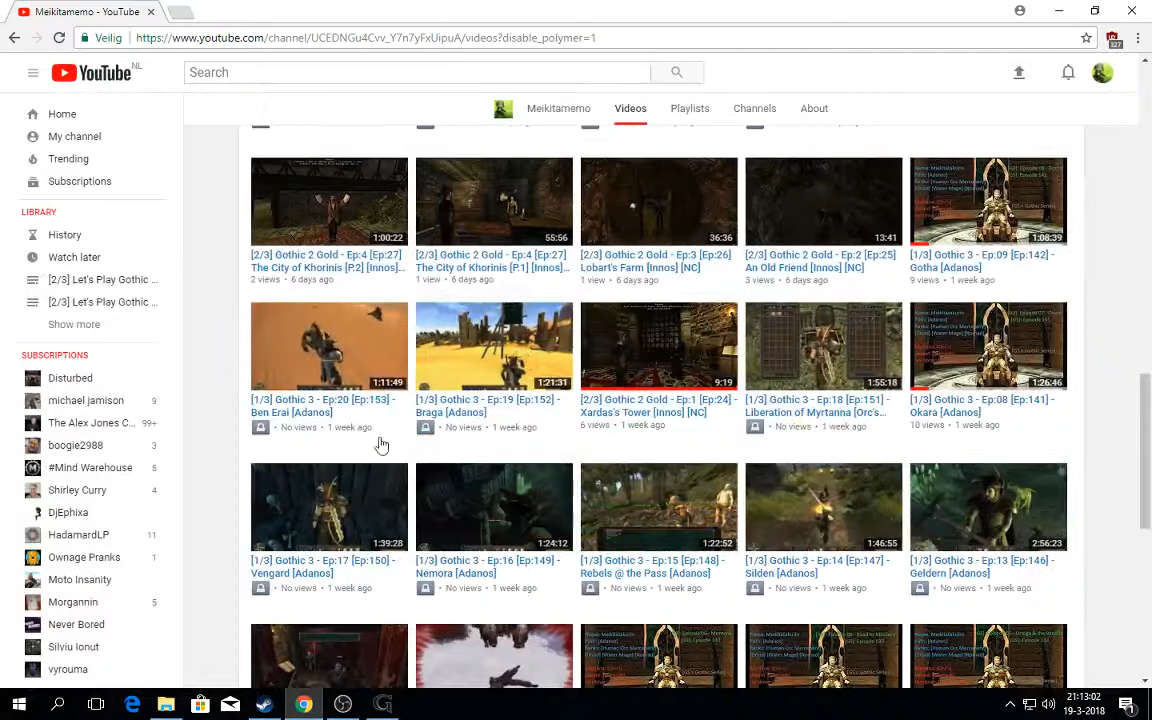 Meikitamemo - YouTube
Veilig
https://www.youtube.com/channel/UCEDNGu4Cvv_Y7n7yFxUipuA/videos?disable_polymer=1
327
YouTube NL
Search
Meikitamemo
Videos
Playlists
Channels
About
Home
My channel
Trending
Subscriptions
LIBRARY
History
Watch later
[2/3] Let's Play Gothic ...
[2/3] Let's Play Gothic ...
Show more
SUBSCRIPTIONS
Disturbed
michael jamison 9
The Alex Jones C... 99+
boogie2988 3
#Mind Warehouse 5
Shirley Curry 4
DjEphixa
HadamardLP 11
Ownage Pranks 1
Moto Insanity
Morgannin 5
Never Bored
Silviu Ionut
vyrouma
1:00:22
[2/3] Gothic 2 Gold - Ep:4 [Ep:27]
The City of Khorinis [P.2] [Innos]...
2 views • 6 days ago
55:56
[2/3] Gothic 2 Gold - Ep:4 [Ep:27]
The City of Khorinis [P.1] [Innos]...
1 view • 6 days ago
36:36
[2/3] Gothic 2 Gold - Ep:3 [Ep:26]
Lobart's Farm [Innos] [NC]
1 view • 6 days ago
13:41
[2/3] Gothic 2 Gold - Ep:2 [Ep:25]
An Old Friend [Innos] [NC]
3 views • 6 days ago
1:08:39
[1/3] Gothic 3 - Ep:09 [Ep:142] -
Gotha [Adanos]
9 views • 1 week ago
1:11:49
[1/3] Gothic 3 - Ep:20 [Ep:153] -
Ben Erai [Adanos]
No views • 1 week ago
1:21:31
[1/3] Gothic 3 - Ep:19 [Ep:152] -
Braga [Adanos]
No views • 1 week ago
9:19
[2/3] Gothic 2 Gold - Ep:1 [Ep:24] -
Xardas's Tower [Innos] [NC]
6 views • 1 week ago
1:55:18
[1/3] Gothic 3 - Ep:18 [Ep:151] -
Liberation of Myrtanna [Orc's...
No views • 1 week ago
1:26:46
[1/3] Gothic 3 - Ep:08 [Ep:141] -
Okara [Adanos]
10 views • 1 week ago
1:39:28
[1/3] Gothic 3 - Ep:17 [Ep:150] -
Vengard [Adanos]
No views • 1 week ago
1:24:12
[1/3] Gothic 3 - Ep:16 [Ep:149] -
Nemora [Adanos]
No views • 1 week ago
1:22:52
[1/3] Gothic 3 - Ep:15 [Ep:148] -
Rebels @ the Pass [Adanos]
No views • 1 week ago
1:46:55
[1/3] Gothic 3 - Ep:14 [Ep:147] -
Silden [Adanos]
No views • 1 week ago
2:56:23
[1/3] Gothic 3 - Ep:13 [Ep:146] -
Geldern [Adanos]
No views • 1 week ago
21:13:02
19-3-2018